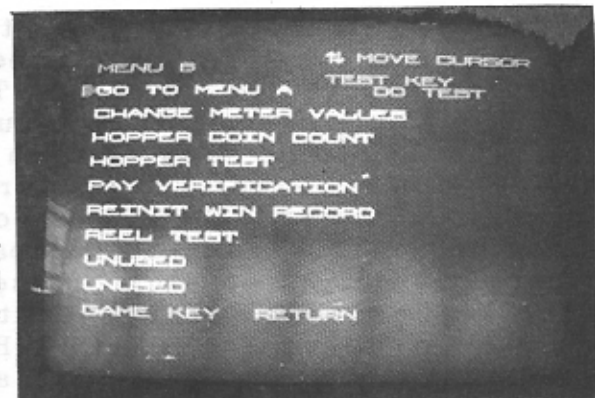 MENU B
⇅ MOVE CURSOR
TEST KEY
DO TEST
GO TO MENU A
CHANGE METER VALUES
HOPPER COIN COUNT
HOPPER TEST
PAY VERIFICATION
REINIT WIN RECORD
REEL TEST
UNUSED
UNUSED
GAME KEY RETURN